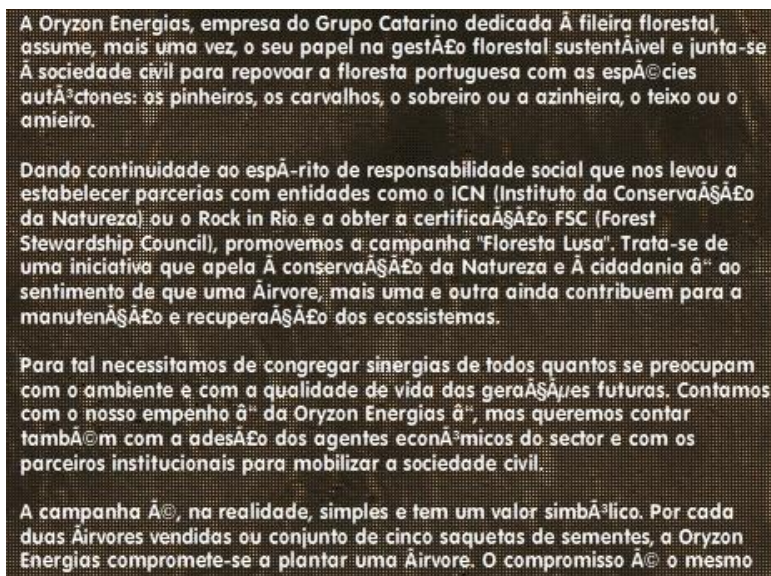 A Oryzon Energias, empresa do Grupo Catarino dedicada Ã fileira florestal,
assume, mais uma vez, o seu papel na gestÃ£o florestal sustentÃ¡vel e junta-se
Ã sociedade civil para repovoar a floresta portuguesa com as espÃ©cies
autÃ³ctones: os pinheiros, os carvalhos, o sobreiro ou a azinheira, o teixo ou o
amieiro.
Dando continuidade ao espÃ-rito de responsabilidade social que nos levou a
estabelecer parcerias com entidades como o ICN (Instituto da ConservaÃ§Ã£o
da Natureza) ou o Rock in Rio e a obter a certificaÃ§Ã£o FSC (Forest
Stewardship Council), promovemos a campanha "Floresta Lusa". Trata-se de
uma iniciativa que apela Ã conservaÃ§Ã£o da Natureza e Ã cidadania â“ ao
sentimento de que uma Ã¡rvore, mais uma e outra ainda contribuem para a
manutenÃ§Ã£o e recuperaÃ§Ã£o dos ecossistemas.
Para tal necessitamos de congregar sinergias de todos quantos se preocupam
com o ambiente e com a qualidade de vida das geraÃ§Ãµes futuras. Contamos
com o nosso empenho â“ da Oryzon Energias â“, mas queremos contar
tambÃ©m com a adesÃ£o dos agentes econÃ³micos do sector e com os
parceiros institucionais para mobilizar a sociedade civil.
A campanha Ã©, na realidade, simples e tem um valor simbÃ³lico. Por cada
duas Ã¡rvores vendidas ou conjunto de cinco saquetas de sementes, a Oryzon
Energias compromete-se a plantar uma Ã¡rvore. O compromisso Ã© o mesmo